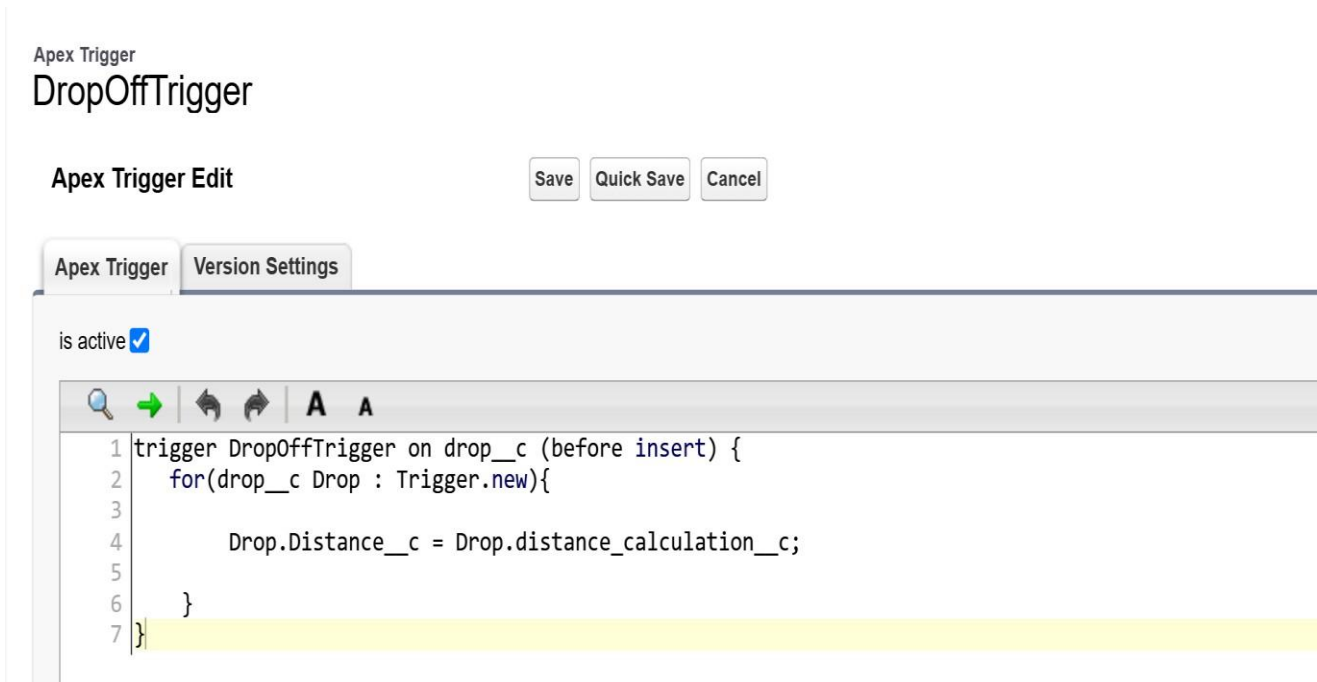 Apex Trigger
DropOffTrigger
Apex Trigger Edit
Save Quick Save Cancel
Apex Trigger Version Settings
is active
A A
1 trigger DropOffTrigger on drop__c (before insert) {
2 for(drop__c Drop : Trigger.new){
3
4 Drop.Distance__c = Drop.distance_calculation__c;
5
6 }
7 }